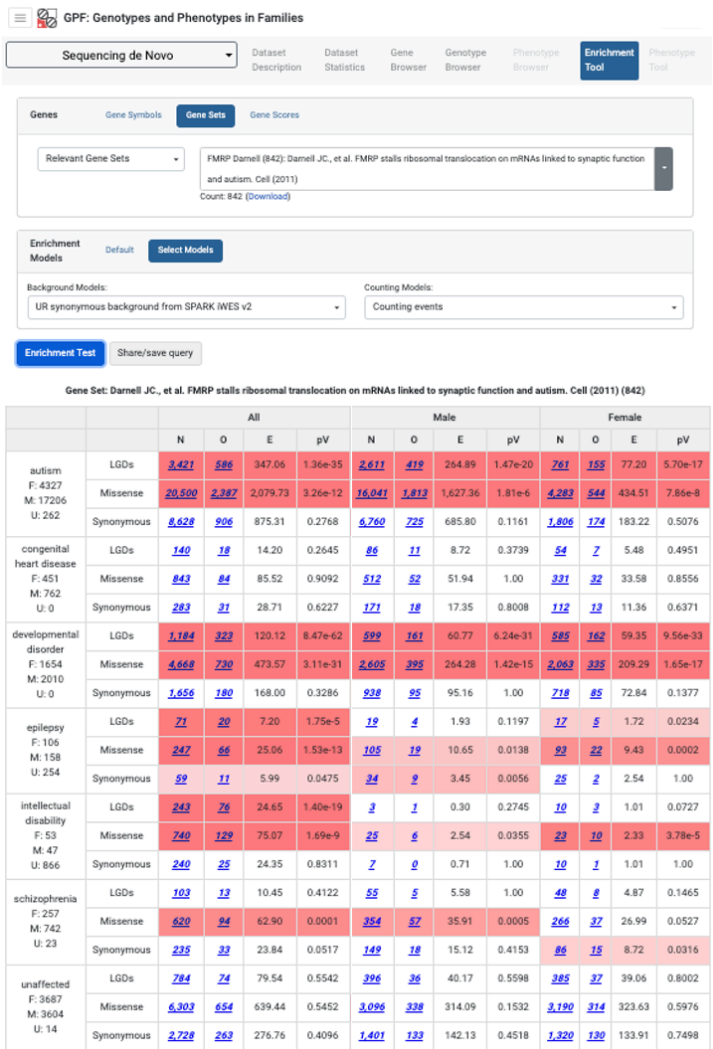 GPF: Genotypes and Phenotypes in Families
Sequencing de Novo
Dataset Description
Dataset Statistics
Gene Browser
Genotype Browser
Phenotype Browser
Enrichment Tool
Phenotype Tool
Genes Gene Symbols Gene Sets Gene Scores
Relevant Gene Sets
FMRP Darnell (842): Darnell JC., et al. FMRP stalls ribosomal translocation on mRNAs linked to synaptic function
and autism. Cell (2011)
Count: 842 (Download)
Enrichment Models Default Select Models
Background Models: Counting Models:
UR synonymous background from SPARK iWES v2 Counting events
Enrichment Test Share/save query
Gene Set: Darnell JC., et al. FMRP stalls ribosomal translocation on mRNAs linked to synaptic function and autism. Cell (2011) (842)
All Male Female
N O E pV N O E pV N O E pV
autism
F: 4327
M: 17206
U: 262
LGDs 3,421 586 347.06 1.36e-35 2,611 419 264.89 1.47e-20 761 155 77.20 5.70e-17
Missense 20,500 2,387 2,079.73 3.26e-12 16,041 1,813 1,627.36 1.81e-6 4,283 544 434.51 7.86e-8
Synonymous 8,628 906 875.31 0.2768 6,760 725 685.80 0.1161 1,806 174 183.22 0.5076
congenital
heart disease
F: 451
M: 762
U: 0
LGDs 140 18 14.20 0.2645 86 11 8.72 0.3739 54 7 5.48 0.4951
Missense 843 84 85.52 0.9092 512 52 51.94 1.00 331 32 33.58 0.8556
Synonymous 283 31 28.71 0.6227 171 18 17.35 0.8008 112 13 11.36 0.6371
developmental
disorder
F: 1654
M: 2010
U: 0
LGDs 1,184 323 120.12 8.47e-62 599 161 60.77 6.24e-31 585 162 59.35 9.56e-33
Missense 4,668 730 473.57 3.11e-31 2,605 395 264.28 1.42e-15 2,063 335 209.29 1.65e-17
Synonymous 1,656 180 168.00 0.3286 938 95 95.16 1.00 718 85 72.84 0.1377
epilepsy
F: 106
M: 158
U: 254
LGDs 71 20 7.20 1.75e-5 19 4 1.93 0.1197 17 5 1.72 0.0234
Missense 247 66 25.06 1.53e-13 105 19 10.65 0.0138 93 22 9.43 0.0002
Synonymous 59 11 5.99 0.0475 34 9 3.45 0.0056 25 2 2.54 1.00
intellectual
disability
F: 53
M: 47
U: 866
LGDs 243 76 24.65 1.40e-19 3 1 0.30 0.2745 10 3 1.01 0.0727
Missense 740 129 75.07 1.69e-9 25 6 2.54 0.0355 23 10 2.33 3.78e-5
Synonymous 240 25 24.35 0.8311 7 0 0.71 1.00 10 1 1.01 1.00
schizophrenia
F: 257
M: 742
U: 23
LGDs 103 13 10.45 0.4122 55 5 5.58 1.00 48 8 4.87 0.1465
Missense 620 94 62.90 0.0001 354 57 35.91 0.0005 266 37 26.99 0.0527
Synonymous 235 33 23.84 0.0517 149 18 15.12 0.4153 86 15 8.72 0.0316
unaffected
F: 3687
M: 3604
U: 14
LGDs 784 74 79.54 0.5542 396 36 40.17 0.5598 385 37 39.06 0.8002
Missense 6,303 654 639.44 0.5452 3,096 338 314.09 0.1532 3,190 314 323.63 0.5976
Synonymous 2,728 263 276.76 0.4096 1,401 133 142.13 0.4518 1,320 130 133.91 0.7498